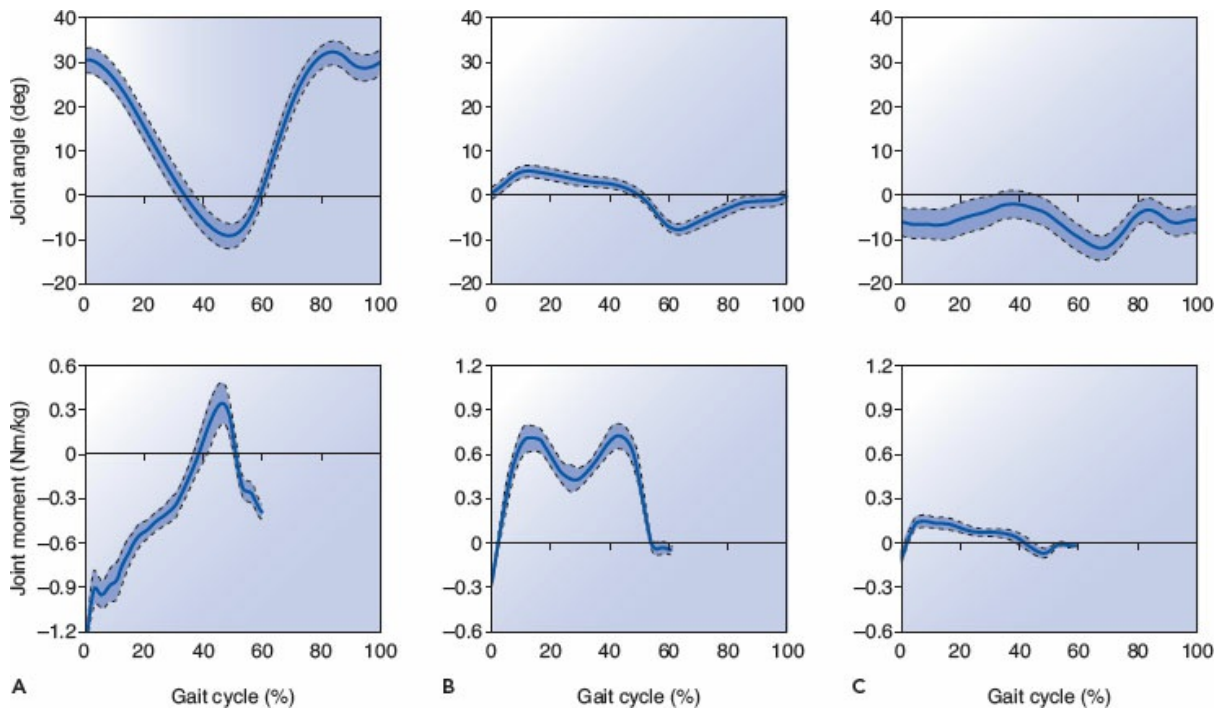 40 40 40
30 30 30
20 20 20
10 10 10
0 0 0
–10 –10 –10
–20 –20 –20
Joint angle (deg)
0 20 40 60 80 100 0 20 40 60 80 100 0 20 40 60 80 100
0.6 1.2 1.2
0.3 0.9 0.9
0 0.6 0.6
–0.3 0.3 0.3
–0.6 0 0
–0.9 –0.3 –0.3
–1.2 –0.6 –0.6
Joint moment (Nm/kg)
0 20 40 60 80 100 0 20 40 60 80 100 0 20 40 60 80 100
A Gait cycle (%) B Gait cycle (%) C Gait cycle (%)